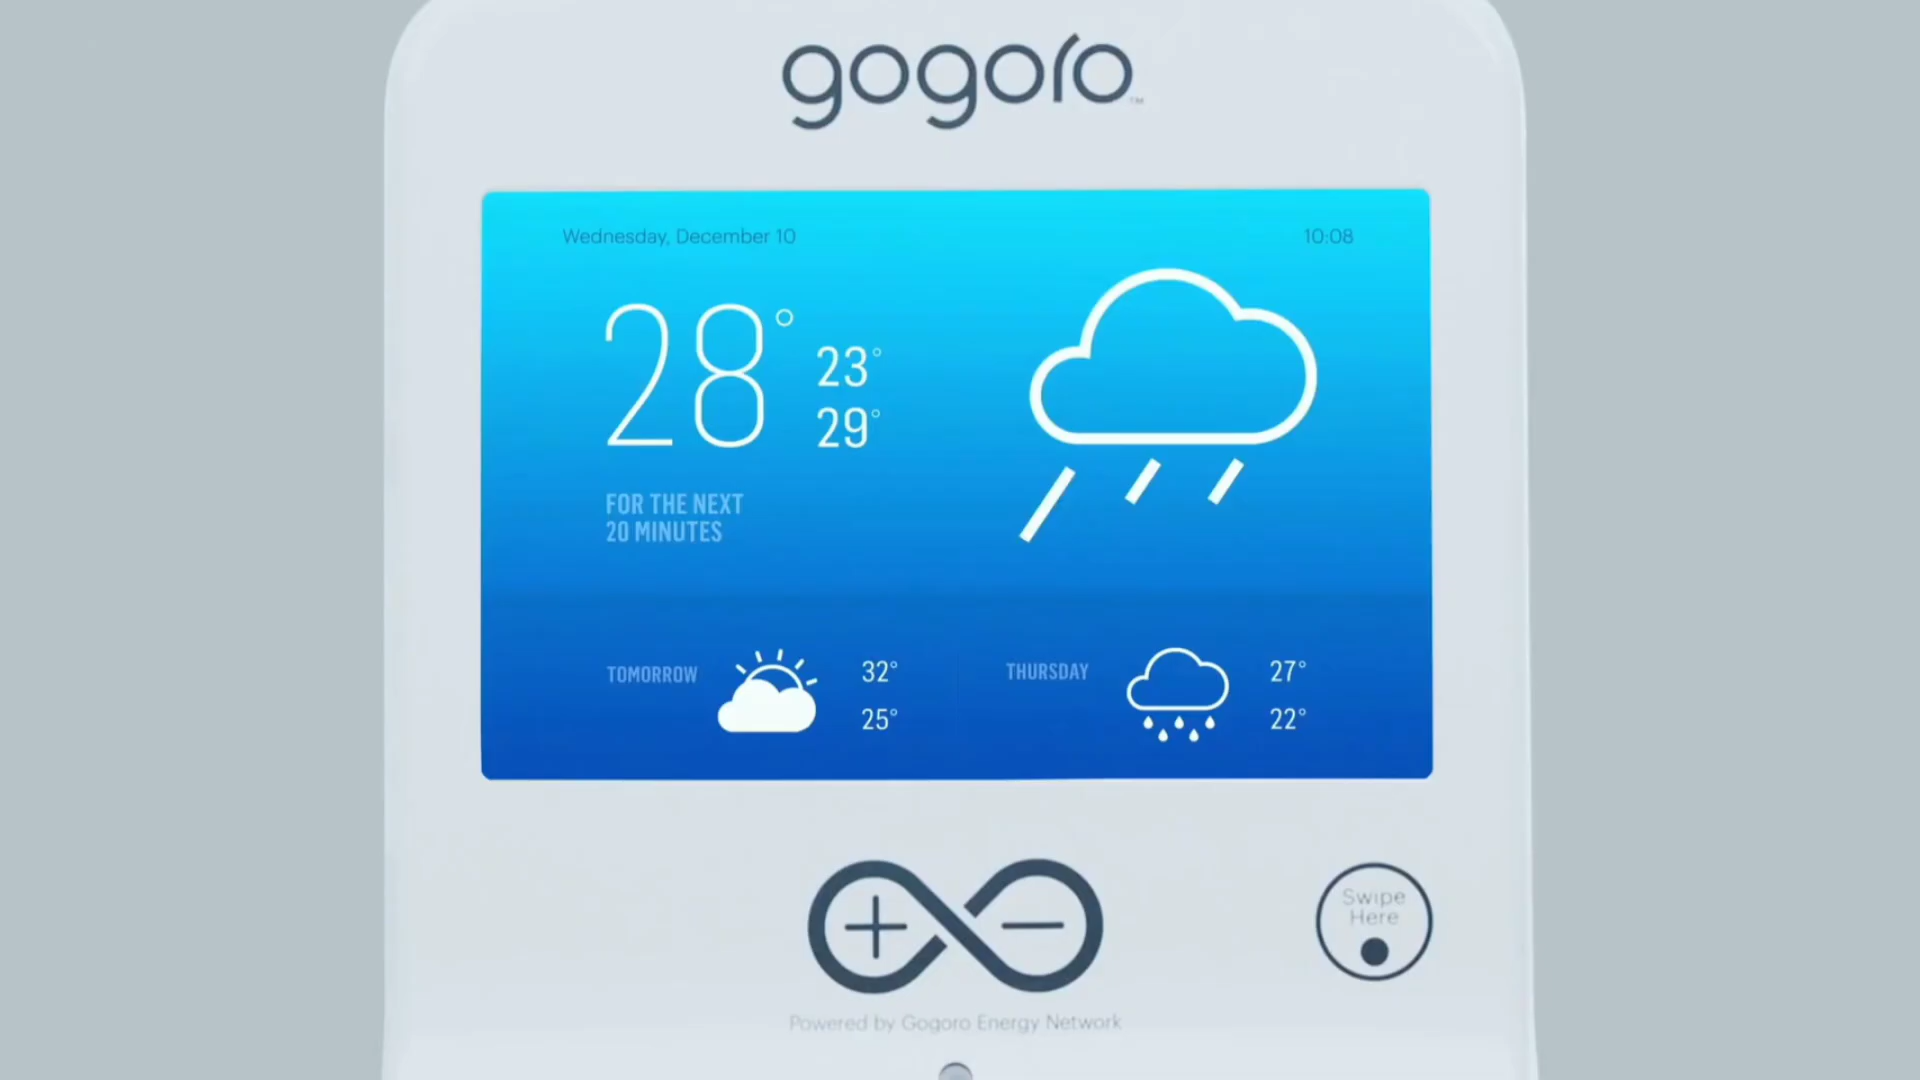 gogoro™
Wednesday, December 10
10:08
28°
23°
29°
FOR THE NEXT
20 MINUTES
TOMORROW
32°
25°
THURSDAY
27°
22°
Swipe
Here
Powered by Gogoro Energy Network